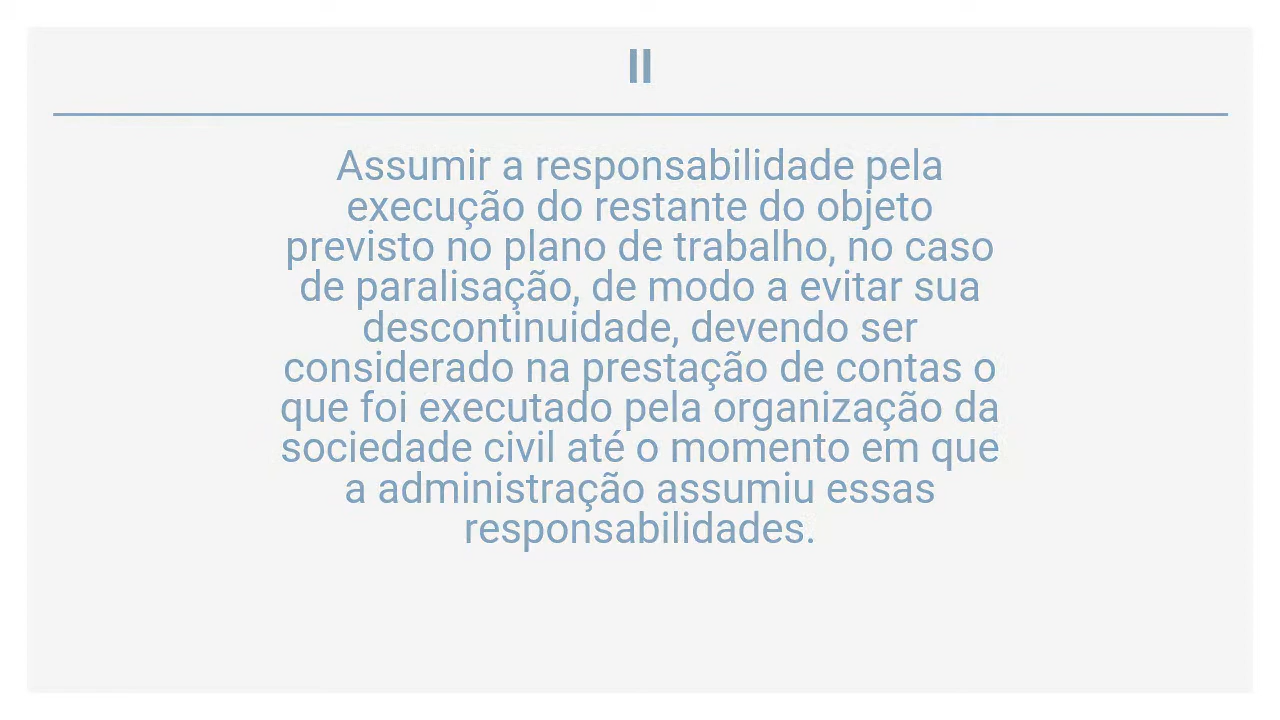 II
Assumir a responsabilidade pela
execução do restante do objeto
previsto no plano de trabalho, no caso
de paralisação, de modo a evitar sua
descontinuidade, devendo ser
considerado na prestação de contas o
que foi executado pela organização da
sociedade civil até o momento em que
a administração assumiu essas
responsabilidades.